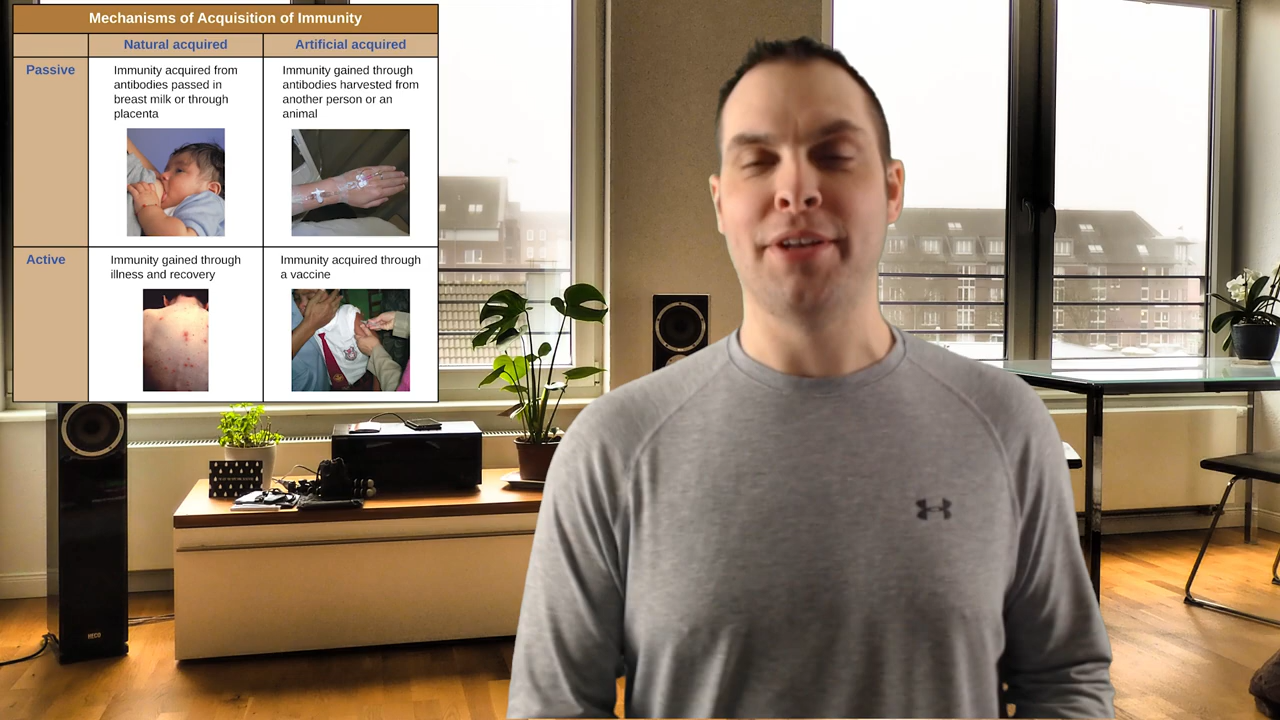 Mechanisms of Acquisition of Immunity
Natural acquired
Artificial acquired
Passive
Immunity acquired from
antibodies passed in
breast milk or through
placenta
Immunity gained through
antibodies harvested from
another person or an
animal
Active
Immunity gained through
illness and recovery
Immunity acquired through
a vaccine